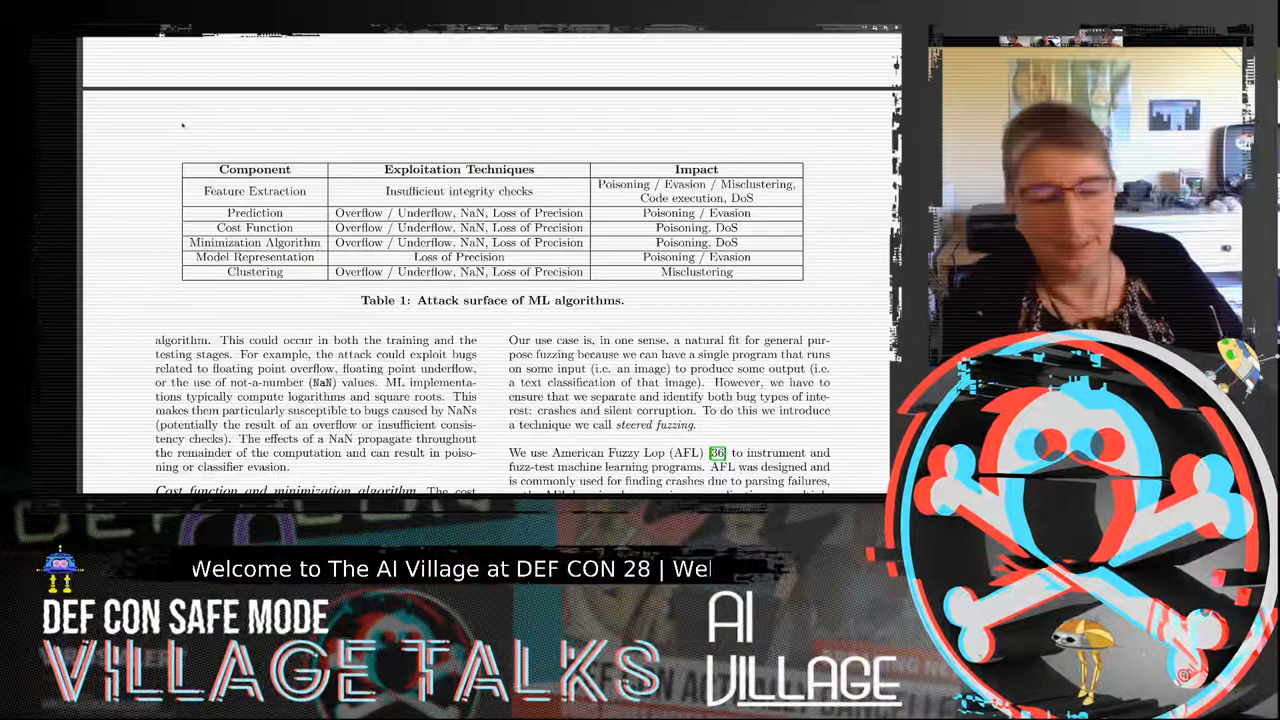 Component Exploitation Techniques Impact
Feature Extraction Insufficient integrity checks Poisoning / Evasion / Misclustering,
Code execution, DoS
Prediction Overflow / Underflow, NaN, Loss of Precision Poisoning / Evasion
Cost Function Overflow / Underflow, NaN, Loss of Precision Poisoning, DoS
Minimization Algorithm Overflow / Underflow, NaN, Loss of Precision Poisoning, DoS
Model Representation Loss of Precision Poisoning / Evasion
Clustering Overflow / Underflow, NaN, Loss of Precision Misclustering
Table 1: Attack surface of ML algorithms.
algorithm. This could occur in both the training and the
testing stages. For example, the attack could exploit bugs
related to floating point overflow, floating point underflow,
or the use of not-a-number (NaN) values. ML implementa-
tions typically compute logarithms and square roots. This
makes them particularly susceptible to bugs caused by NaNs
(potentially the result of an overflow or insufficient consis-
tency checks). The effects of a NaN propagate throughout
the remainder of the computation and can result in poiso-
ning or classifier evasion.
Cost function and minimization algorithm. The cost
Our use case is, in one sense, a natural fit for general pur-
pose fuzzing because we can have a single program that runs
on some input (i.e. an image) to produce some output (i.e.
a text classification of that image). However, we have to
ensure that we separate and identify both bug types of inte-
rest: crashes and silent corruption. To do this we introduce
a technique we call steered fuzzing.
We use American Fuzzy Lop (AFL) [36] to instrument and
fuzz-test machine learning programs. AFL was designed and
is commonly used for finding crashes due to parsing failures,
Welcome to The AI Village at DEF CON 28 | Wel
DEF CON SAFE MODE
VILLAGE TALKS
AI
VILLAGE
DEF CON
®